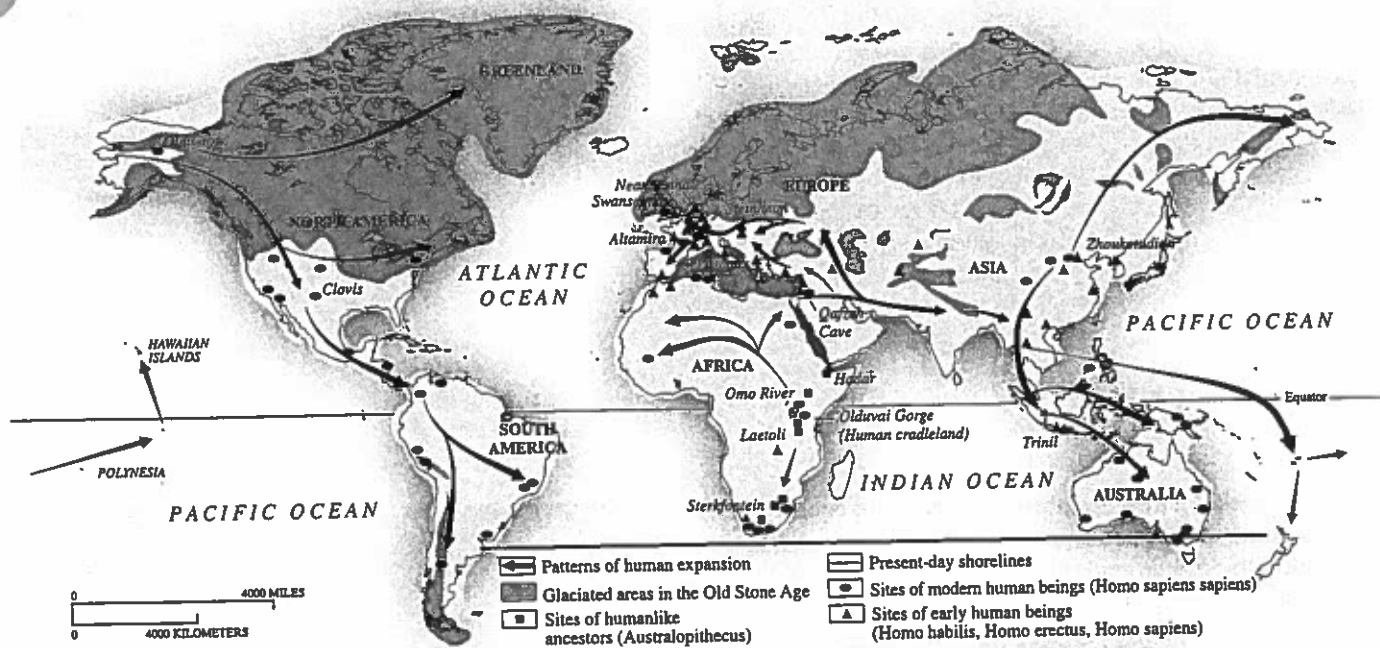 GREENLAND
NORTH AMERICA
Clovis
ATLANTIC
OCEAN
HAWAIIAN
ISLANDS
POLYNESIA
PACIFIC OCEAN
SOUTH
AMERICA
EUROPE
Altamira
ASIA
Zhoukoudian
PACIFIC OCEAN
Qafzeh
Cave
AFRICA
Hadar
Omo River
Olduvai Gorge
(Human cradleland)
Laetoli
Equator
Trinil
INDIAN OCEAN
AUSTRALIA
Sterkfontein
Patterns of human expansion
Glaciated areas in the Old Stone Age
Sites of humanlike
ancestors (Australopithecus)
Present-day shorelines
Sites of modern human beings (Homo sapiens sapiens)
Sites of early human beings
(Homo habilis, Homo erectus, Homo sapiens)
0 4000 MILES
0 4000 KILOMETERS